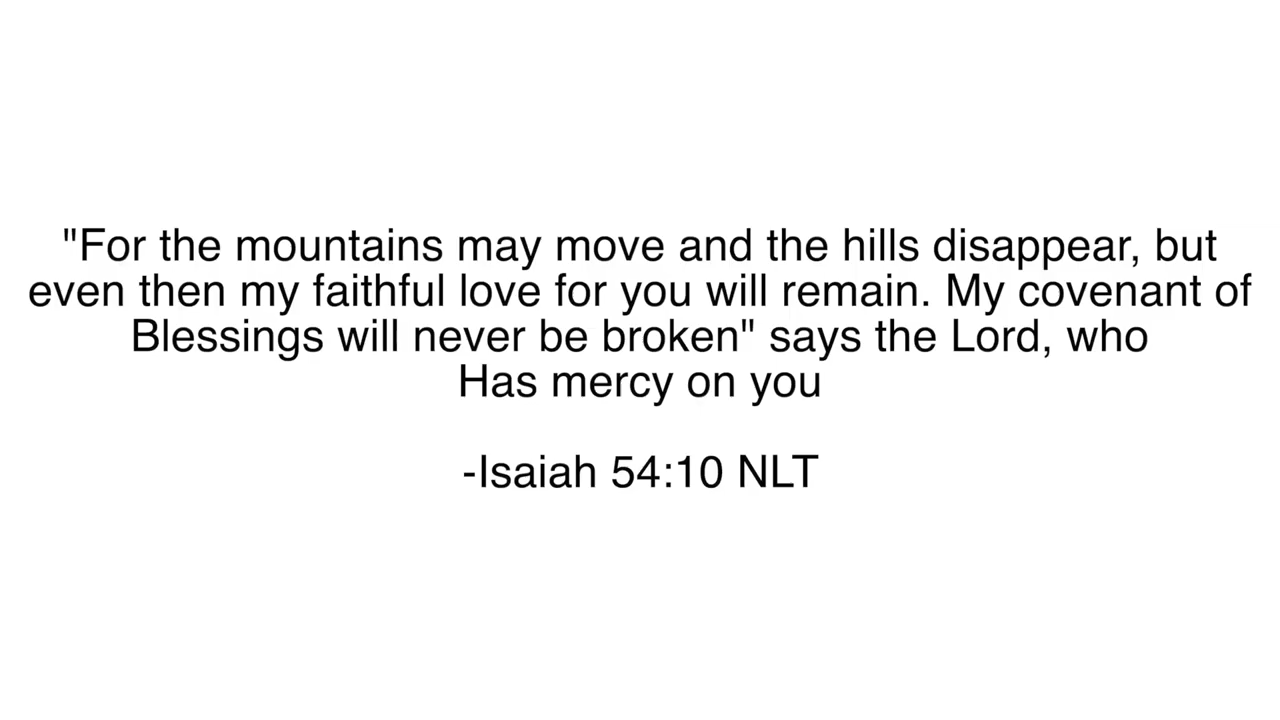 "For the mountains may move and the hills disappear, but
even then my faithful love for you will remain. My covenant of
Blessings will never be broken" says the Lord, who
Has mercy on you
-Isaiah 54:10 NLT